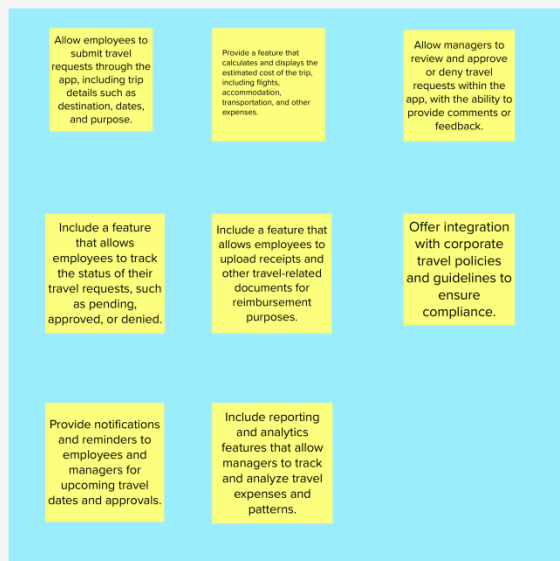 Allow employees to
submit travel
requests through the
app, including trip
details such as
destination, dates,
and purpose.
Provide a feature that
calculates and displays the
estimated cost of the trip,
including flights,
accommodation,
transportation, and other
expenses.
Allow managers to
review and approve
or deny travel
requests within the
app, with the ability to
provide comments or
feedback.
Include a feature
that allows
employees to track
the status of their
travel requests, such
as pending,
approved, or denied.
Include a feature that
allows employees to
upload receipts and
other travel-related
documents for
reimbursement
purposes.
Offer integration
with corporate
travel policies
and guidelines to
ensure
compliance.
Provide notifications
and reminders to
employees and
managers for
upcoming travel
dates and approvals.
Include reporting
and analytics
features that allow
managers to track
and analyze travel
expenses and
patterns.